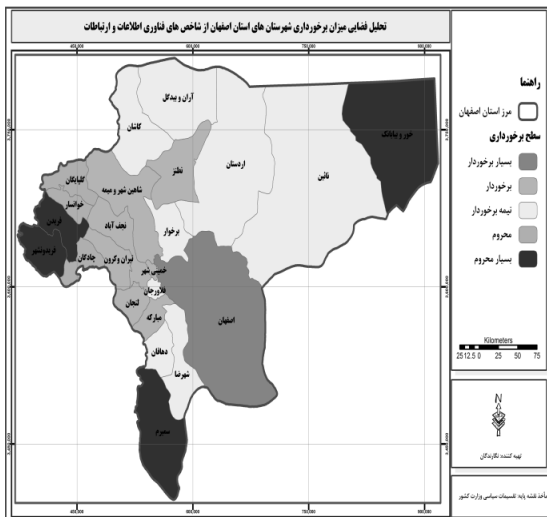 تحلیل فضایی میزان برخورداری شهرستان های استان اصفهان از شاخص های فناوری اطلاعات و ارتباطات
راهنما
مرز استان اصفهان
سطح برخورداری
بسیار برخوردار
برخوردار
نیمه برخوردار
محروم
بسیار محروم
Kilometers
25 12.5 0 25 50 75
N
تهیه کننده: نگارندگان
مأخذ نقشه پایه: تقسیمات سیاسی وزارت کشور
آران و بیدگل
کاشان
خور و بیابانک
نطنز
اردستان
نائین
گلپایگان
شاهین شهر و میمه
خوانسار
فریدن
نجف آباد
برخوار
فریدونشهر
چادگان
تیران وکرون
خمینی شهر
فلاورجان
اصفهان
لنجان
مبارکه
دهاقان
شهرضا
سمیرم